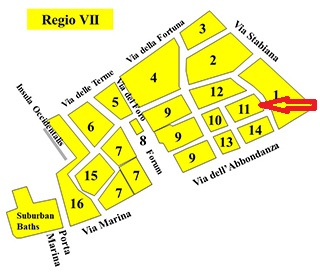 Regio VII
Via della Fortuna
3
Via Stabiana
2
4
Via delle Terme
Insula Occidentalis
5
Via del Foro
12
1
6
9
10
11
8
Forum
9
13
14
7
15
7
7
9
Via dell'Abbondanza
16
Via Marina
Suburban
Baths
Porta
Marina